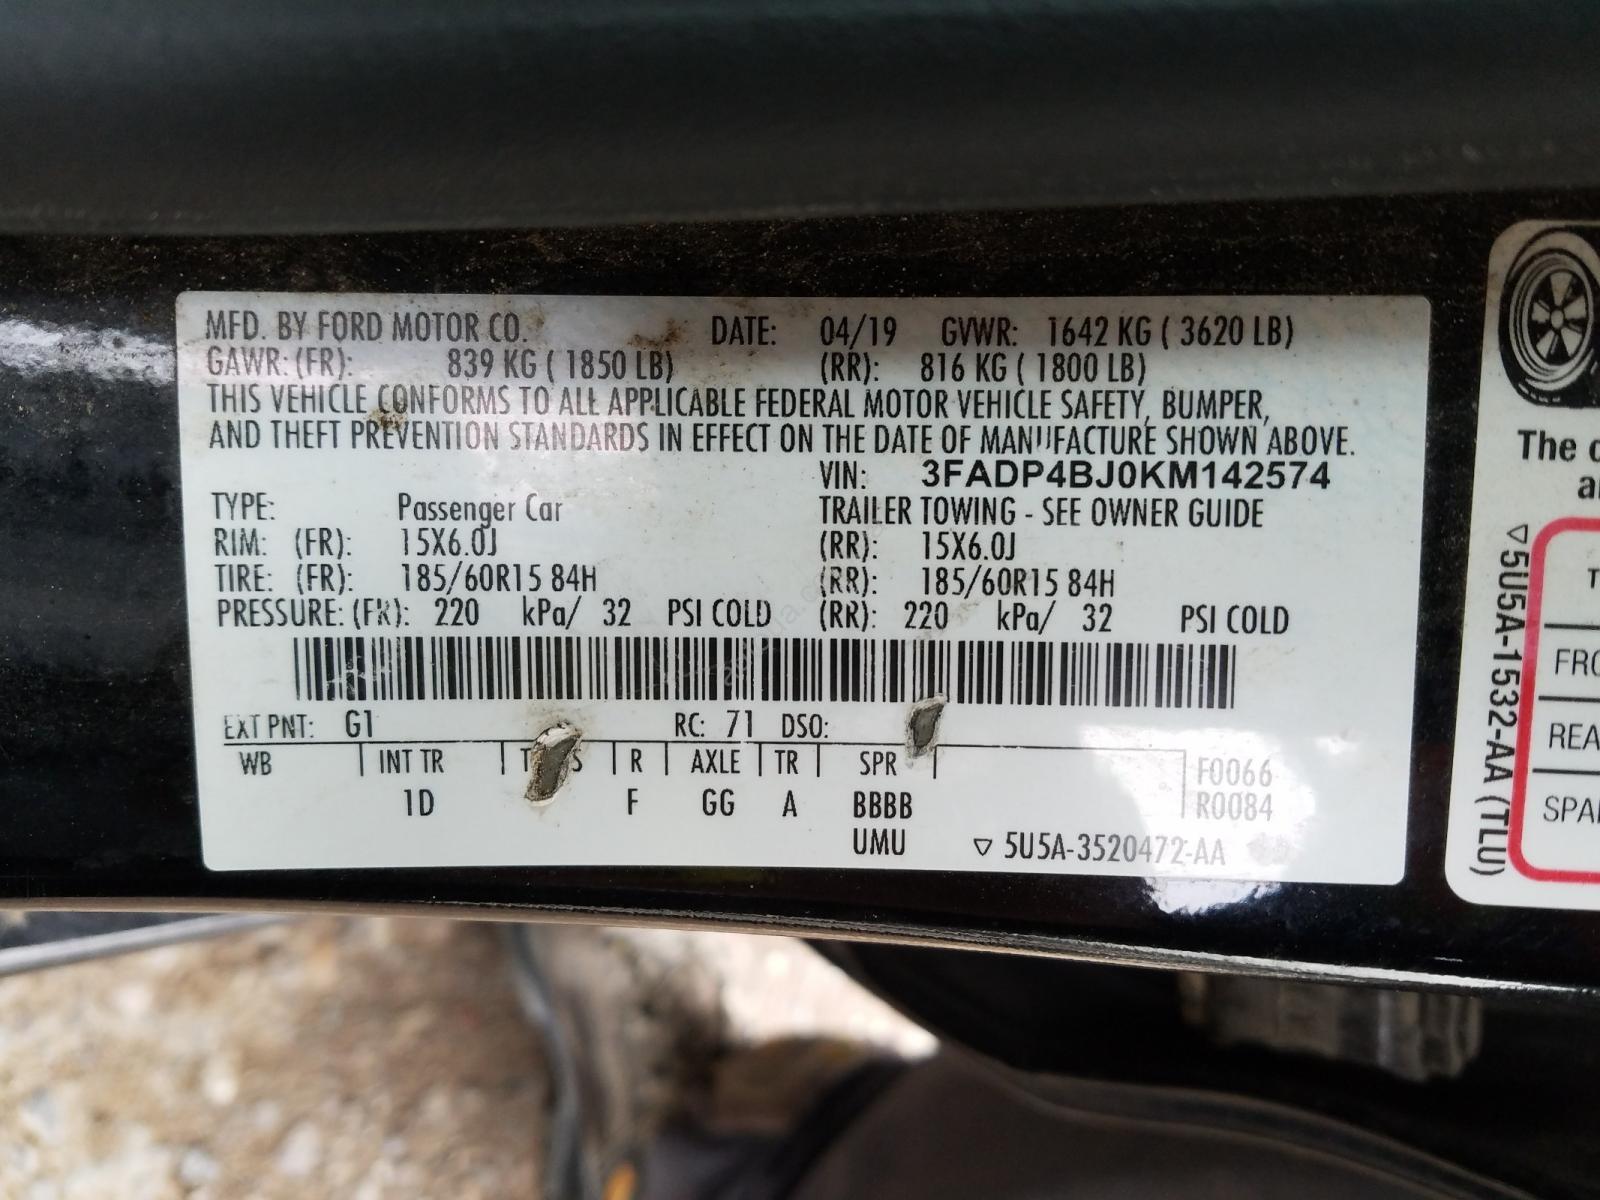 MFD. BY FORD MOTOR CO. DATE: 04/19 GVWR: 1642 KG ( 3620 LB)
GAWR: (FR): 839 KG ( 1850 LB) (RR): 816 KG ( 1800 LB)
THIS VEHICLE CONFORMS TO ALL APPLICABLE FEDERAL MOTOR VEHICLE SAFETY, BUMPER,
AND THEFT PREVENTION STANDARDS IN EFFECT ON THE DATE OF MANUFACTURE SHOWN ABOVE.
VIN: 3FADP4BJ0KM142574
TYPE: Passenger Car TRAILER TOWING - SEE OWNER GUIDE
RIM: (FR): 15X6.0J (RR): 15X6.0J
TIRE: (FR): 185/60R15 84H (RR): 185/60R15 84H
PRESSURE: (FR): 220 kPa/ 32 PSI COLD (RR): 220 kPa/ 32 PSI COLD
EXT PNT: G1 RC: 71 DSO:
WB INT TR R AXLE TR SPR F0066
1D F GG A BBBB R0084
UMU ▽ 5U5A-3520472-AA
The
▽5U5A-1532-AA (TLU)